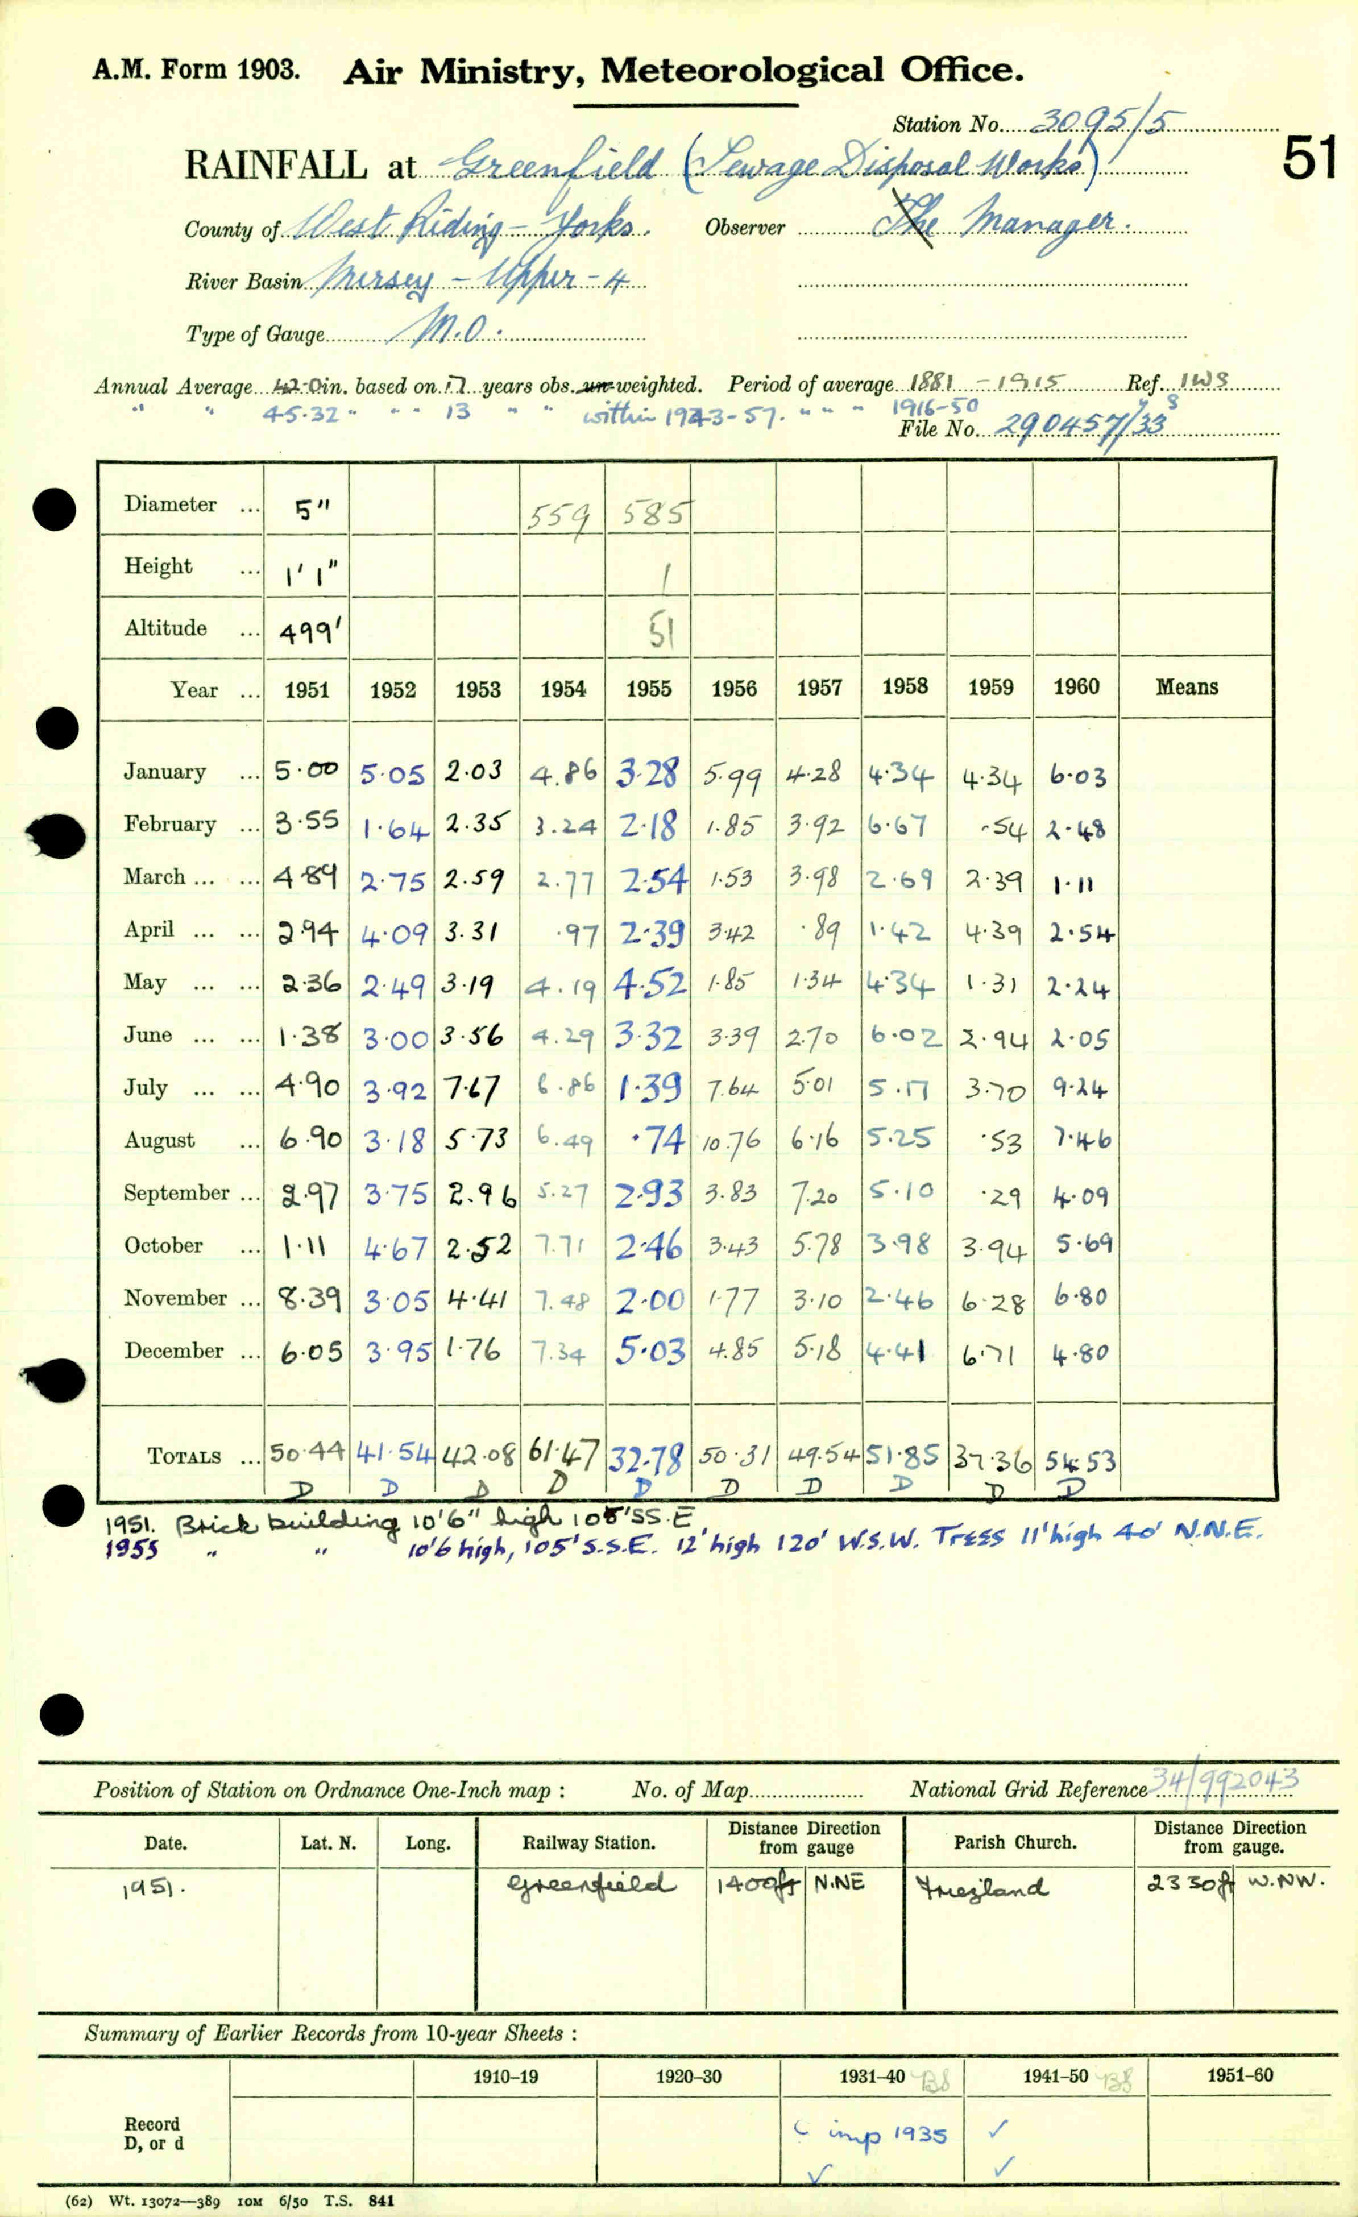 A.M. Form 1903. Air Ministry, Meteorological Office.
Station No. 3095/5
51
RAINFALL at Greenfield (Sewage Disposal Works)
County of West Riding - Yorks. Observer The Manager.
River Basin Mersey - Upper - 4
Type of Gauge M.O.
Annual Average 42.0 in. based on 17 years obs. un-weighted. Period of average 1881 - 1915 Ref. IWS
" " 45.32 " " " 13 " " within 1943-57. " " " 1916-50
File No. 290457/33
Diameter ... 5" 559 585
Height ... 1' 1" 1
Altitude ... 499' 51
Year ... 1951 1952 1953 1954 1955 1956 1957 1958 1959 1960 Means
January ... 5.00 5.05 2.03 4.86 3.28 5.99 4.28 4.34 4.34 6.03
February ... 3.55 1.64 2.35 3.24 2.18 1.85 3.92 6.67 .54 2.48
March ... ... 4.89 2.75 2.59 2.77 2.54 1.53 3.98 2.69 2.39 1.11
April ... ... 2.94 4.09 3.31 .97 2.39 3.42 .89 1.42 4.39 2.54
May ... ... 2.36 2.49 3.19 4.19 4.52 1.85 1.34 4.34 1.31 2.24
June ... ... 1.38 3.00 3.56 4.29 3.32 3.39 2.70 6.02 2.94 2.05
July ... ... 4.90 3.92 7.67 6.86 1.39 7.64 5.01 5.17 3.70 9.24
August ... 6.90 3.18 5.73 6.49 .74 10.76 6.16 5.25 .53 7.46
September ... 2.97 3.75 2.96 5.27 2.93 3.83 7.20 5.10 .29 4.09
October ... 1.11 4.67 2.52 7.71 2.46 3.43 5.78 3.98 3.94 5.69
November ... 8.39 3.05 4.41 7.48 2.00 1.77 3.10 2.46 6.28 6.80
December ... 6.05 3.95 1.76 7.34 5.03 4.85 5.18 4.41 6.71 4.80
TOTALS ... 50.44 41.54 42.08 61.47 32.78 50.31 49.54 51.85 37.36 54.53
D D D D D D D D D D
1951. Brick building 10'6" high 105' SS.E
1955 " " 10'6 high, 105' S.S.E. 12' high 120' W.S.W. Trees 11' high 40' N.N.E.
Position of Station on Ordnance One-Inch map : No. of Map National Grid Reference 34/992043
Date. Lat. N. Long. Railway Station. Distance from Direction gauge Parish Church. Distance from Direction gauge.
1951. Greenfield 1400ft N.NE Friezland 2330ft W.NW.
Summary of Earlier Records from 10-year Sheets :
1910–19 1920–30 1931–40 BS 1941–50 BS 1951–60
Record imp 1935 ✓
D, or d ✓ ✓
(62) Wt. 13072—389 10M 6/50 T.S. 841